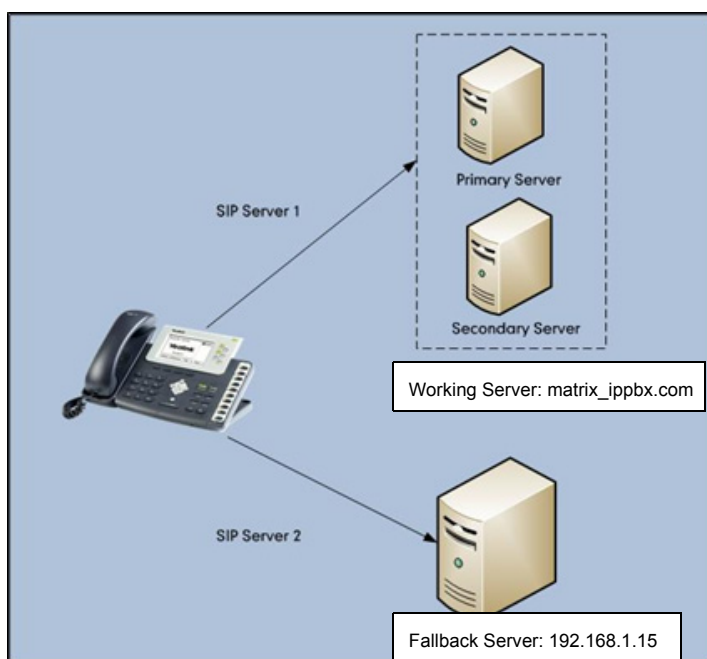 Primary Server
SIP Server 1
Secondary Server
Working Server: matrix_ippbx.com
Yealink
SIP Server 2
Fallback Server: 192.168.1.15